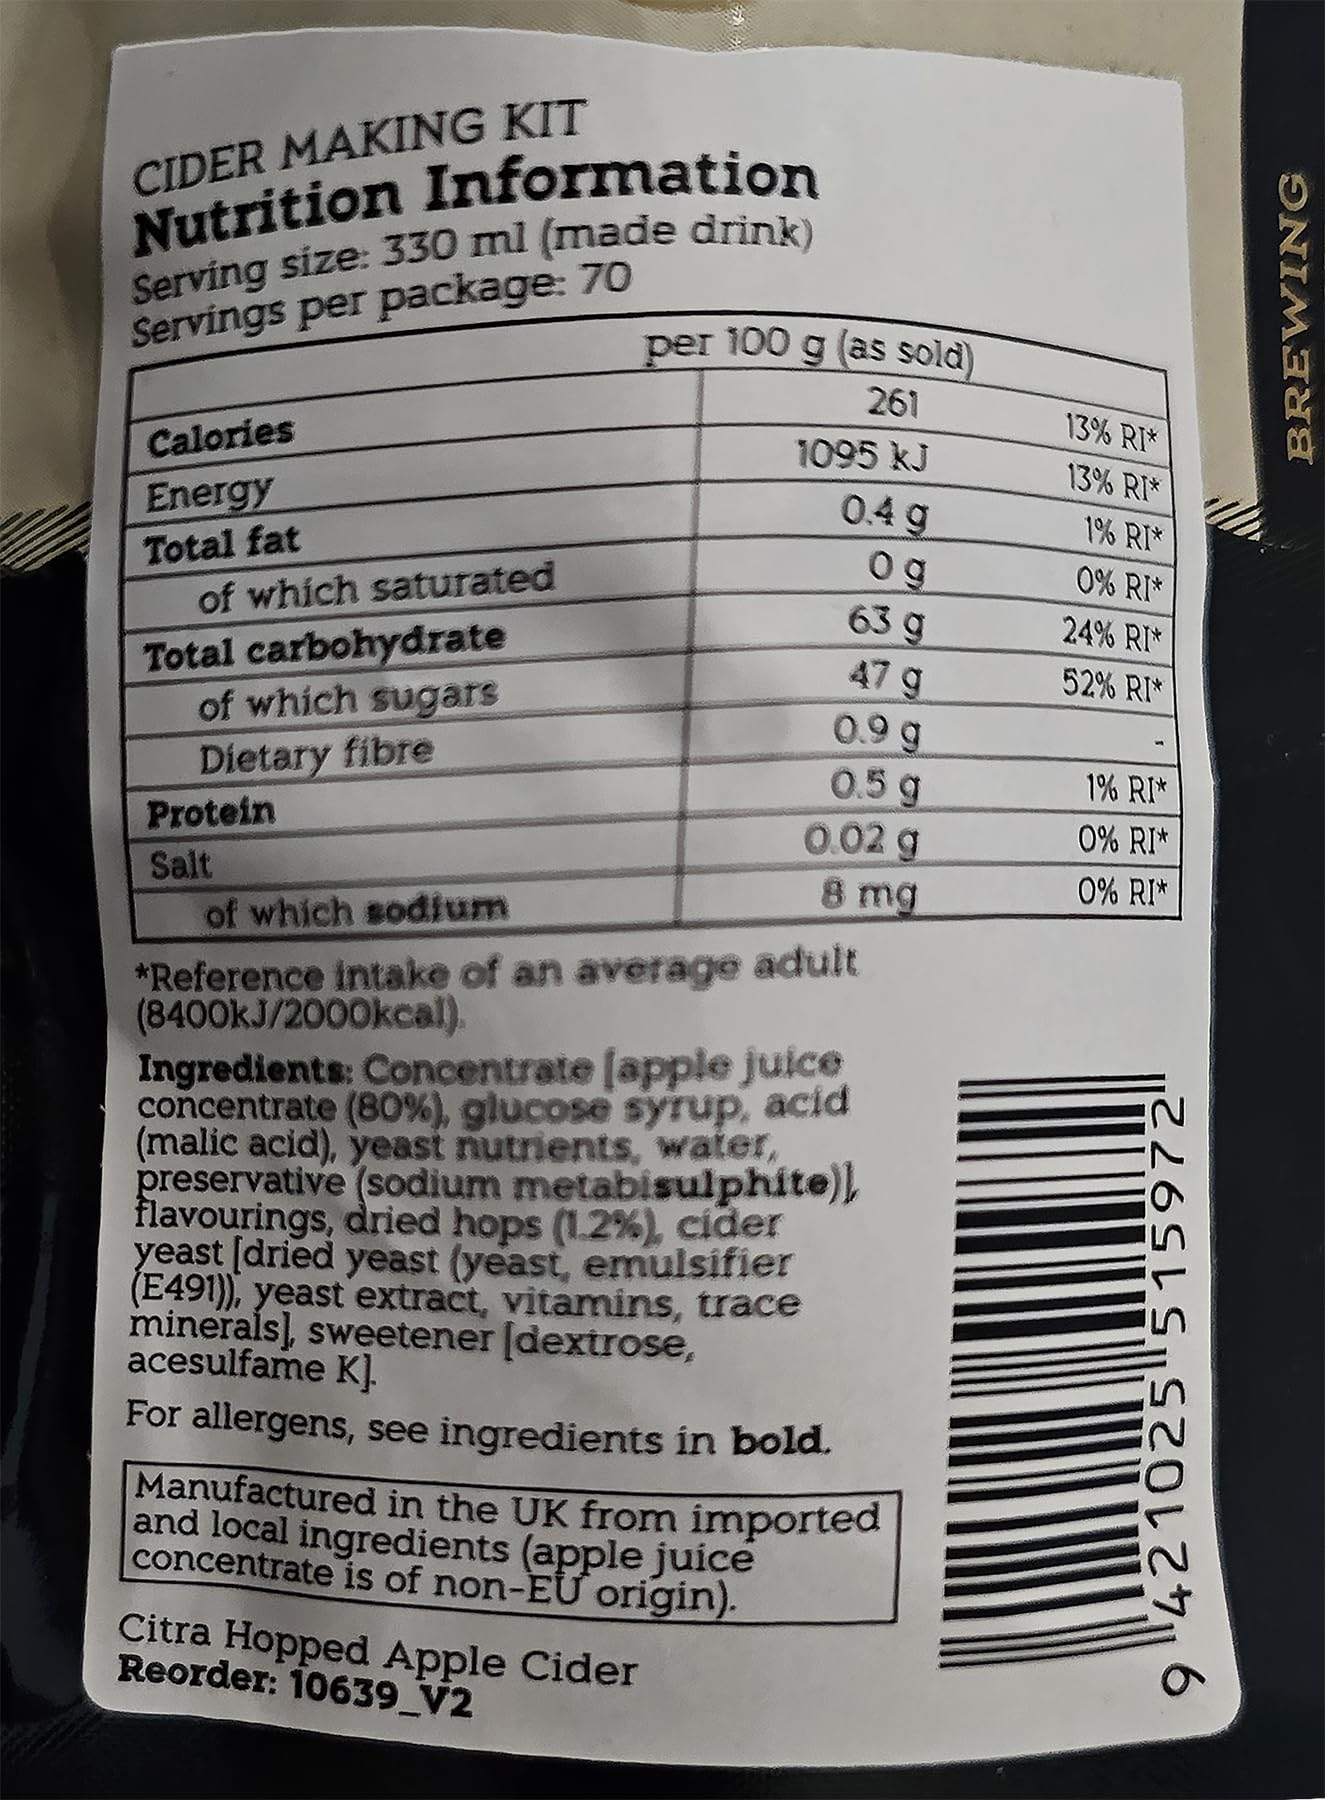 CIDER MAKING KIT
Nutrition Information
Serving size: 330 ml (made drink)
Servings per package: 70
per 100 g (as sold)
Calories 261 13% RI*
Energy 1095 kJ 13% RI*
Total fat 0.4 g 1% RI*
of which saturated 0 g 0% RI*
Total carbohydrate 63 g 24% RI*
of which sugars 47 g 52% RI*
Dietary fibre 0.9 g -
Protein 0.5 g 1% RI*
Salt 0.02 g 0% RI*
of which sodium 8 mg 0% RI*
*Reference intake of an average adult
(8400kJ/2000kcal).
Ingredients: Concentrate [apple juice
concentrate (80%), glucose syrup, acid
(malic acid), yeast nutrients, water,
preservative (sodium metabisulphite)],
flavourings, dried hops (1.2%), cider
yeast [dried yeast (yeast, emulsifier
(E491)), yeast extract, vitamins, trace
minerals], sweetener [dextrose,
acesulfame K].
For allergens, see ingredients in bold.
Manufactured in the UK from imported
and local ingredients (apple juice
concentrate is of non-EU origin).
Citra Hopped Apple Cider
Reorder: 10639_V2
9 421025 515972
BREWING